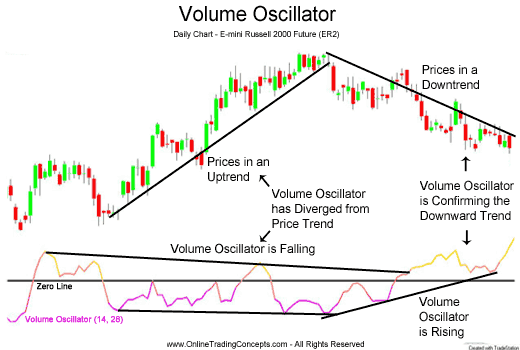 Volume Oscillator
Daily Chart - E-mini Russell 2000 Future (ER2)
Prices in a
Downtrend
Prices in an
Uptrend
Volume Oscillator
has Diverged from
Price Trend
Volume Oscillator
is Confirming the
Downward Trend
Volume Oscillator is Falling
Zero Line
Volume
Oscillator
is Rising
Volume Oscillator (14, 28)
www.OnlineTradingConcepts.com - All Rights Reserved
Created with TradeStation